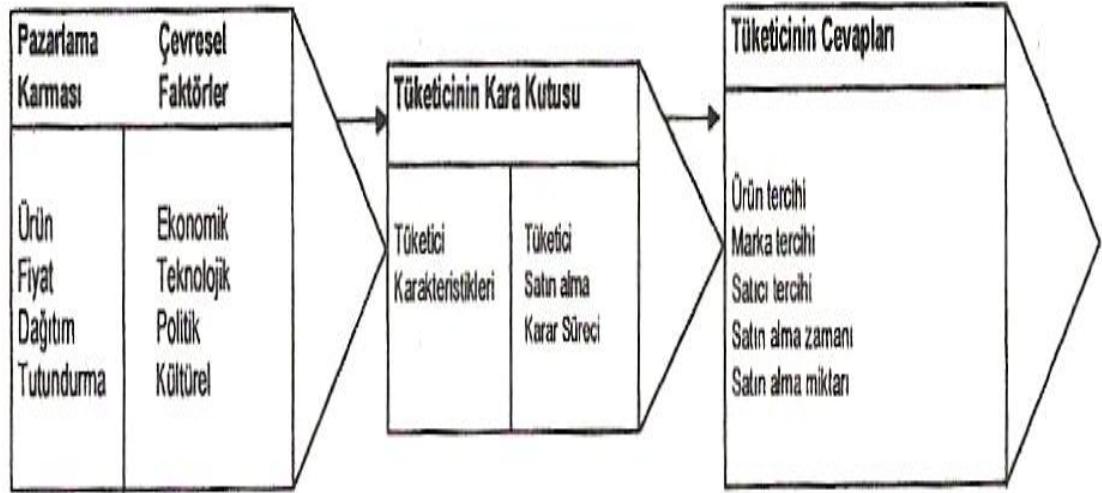 Pazarlama Karması
Çevresel Faktörler
Ürün
Fiyat
Dağıtım
Tutundurma
Ekonomik
Teknolojik
Politik
Kültürel
Tüketicinin Kara Kutusu
Tüketici
Karakteristikleri
Tüketici
Satın alma
Karar Süreci
Tüketicinin Cevapları
Ürün tercihi
Marka tercihi
Satıcı tercihi
Satın alma zamanı
Satın alma miktarı